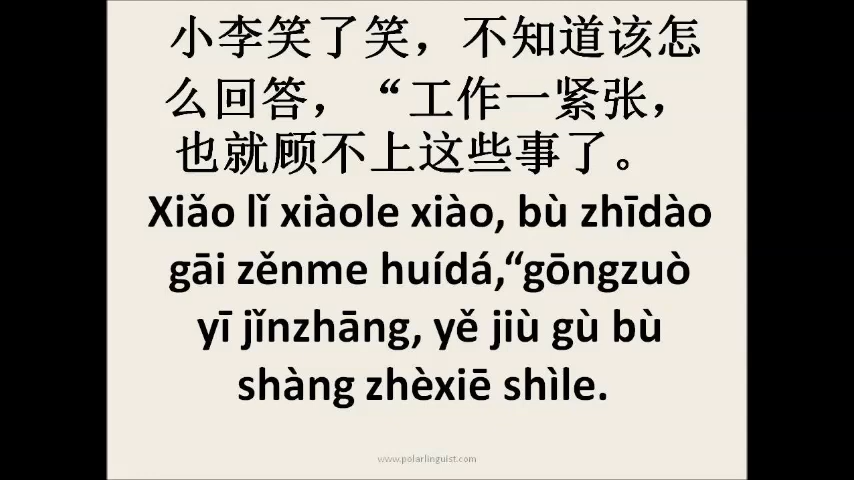 小李笑了笑，不知道该怎
么回答，“工作一紧张，
也就顾不上这些事了。
Xiǎo lǐ xiàole xiào, bù zhīdào
gāi zěnme huídá,“gōngzuò
yī jǐnzhāng, yě jiù gù bù
shàng zhèxiē shìle.
www.polarlinguist.com